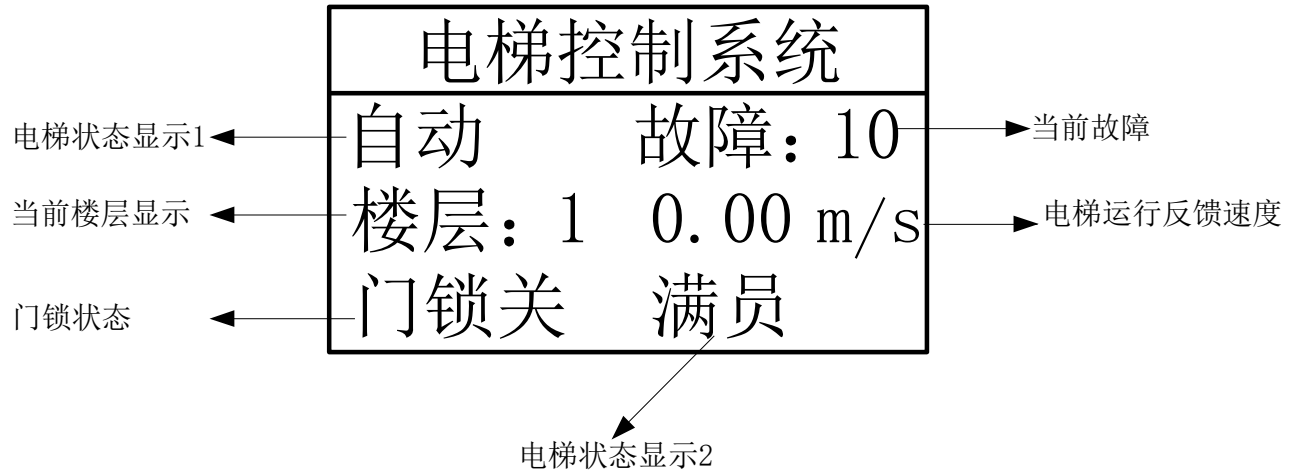 电梯控制系统
电梯状态显示1
自动 故障：10
当前故障
当前楼层显示
楼层：1 0.00 m/s
电梯运行反馈速度
门锁状态
门锁关 满员
电梯状态显示2